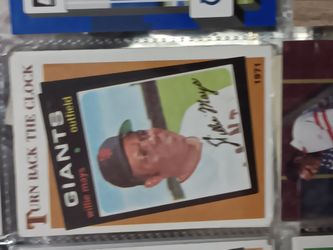 TURN BACK THE CLOCK
1971
GIANTS
willie mays • outfield
Willie Mays